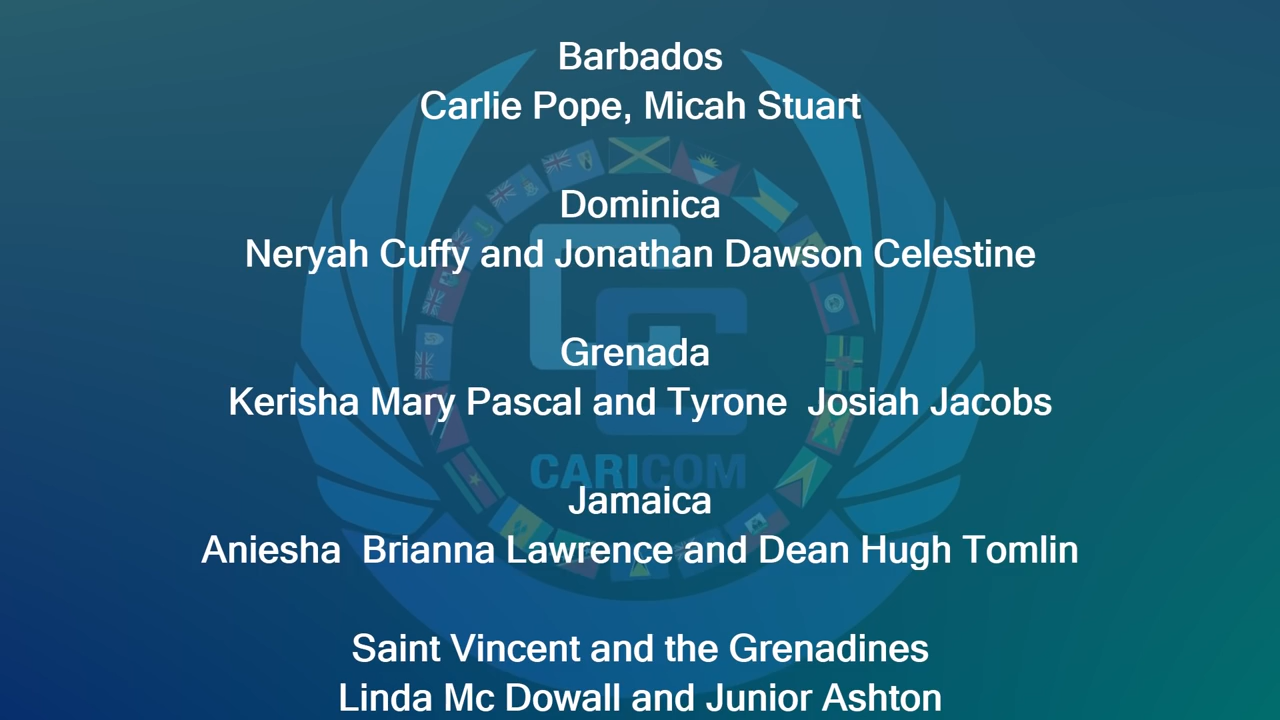 Barbados
Carlie Pope, Micah Stuart
Dominica
Neryah Cuffy and Jonathan Dawson Celestine
Grenada
Kerisha Mary Pascal and Tyrone  Josiah Jacobs
CARICOM
Jamaica
Aniesha  Brianna Lawrence and Dean Hugh Tomlin
Saint Vincent and the Grenadines
Linda Mc Dowall and Junior Ashton